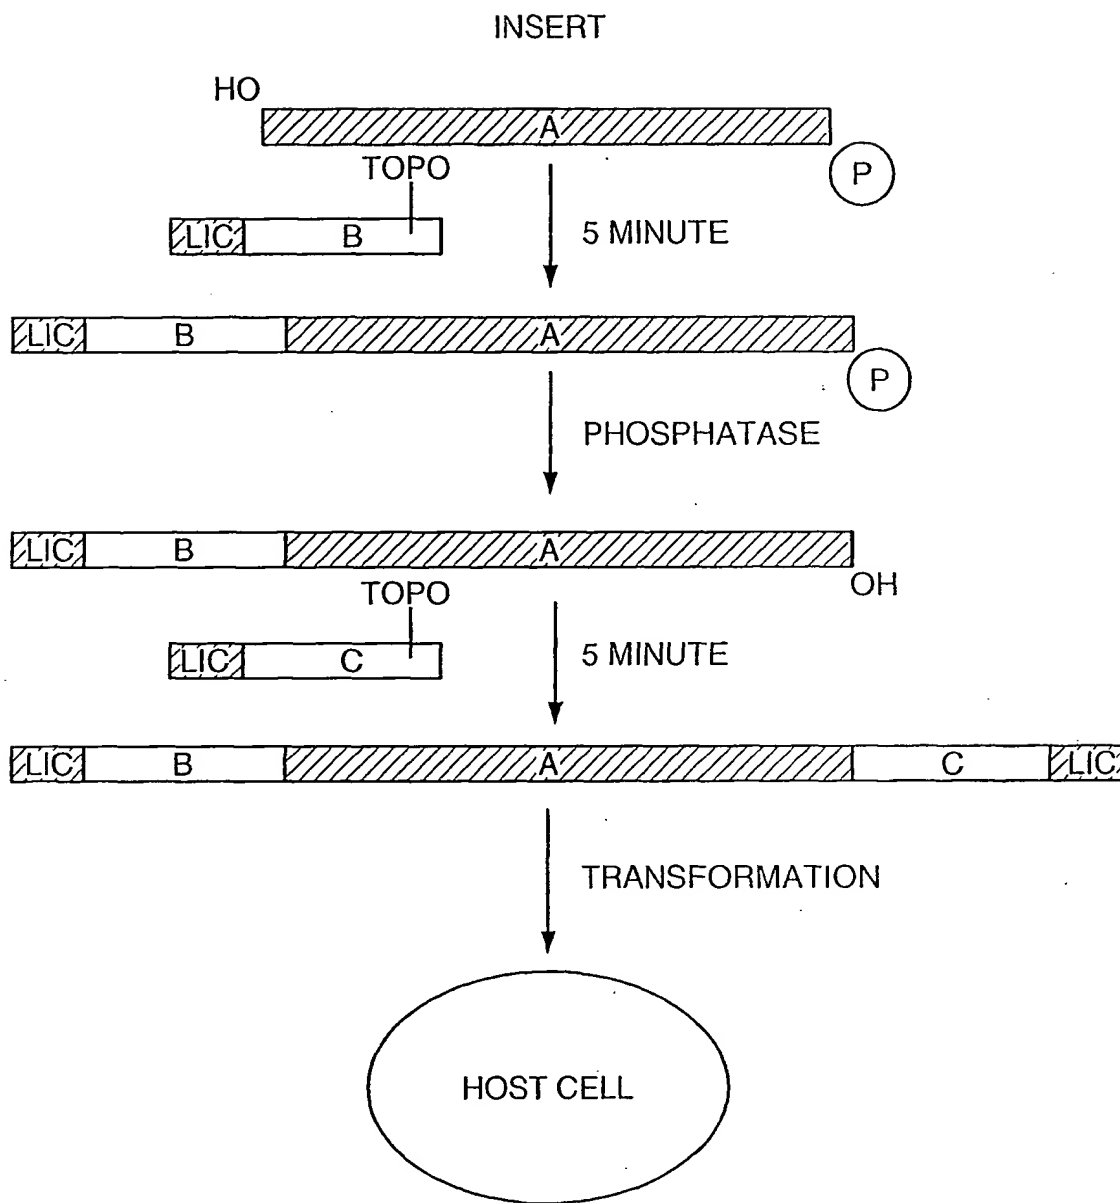 INSERT
HO
A
TOPO
P
LIC B
5 MINUTE
LIC B A
P
PHOSPHATASE
LIC B A
OH
TOPO
LIC C
5 MINUTE
LIC B A C LIC
TRANSFORMATION
HOST CELL